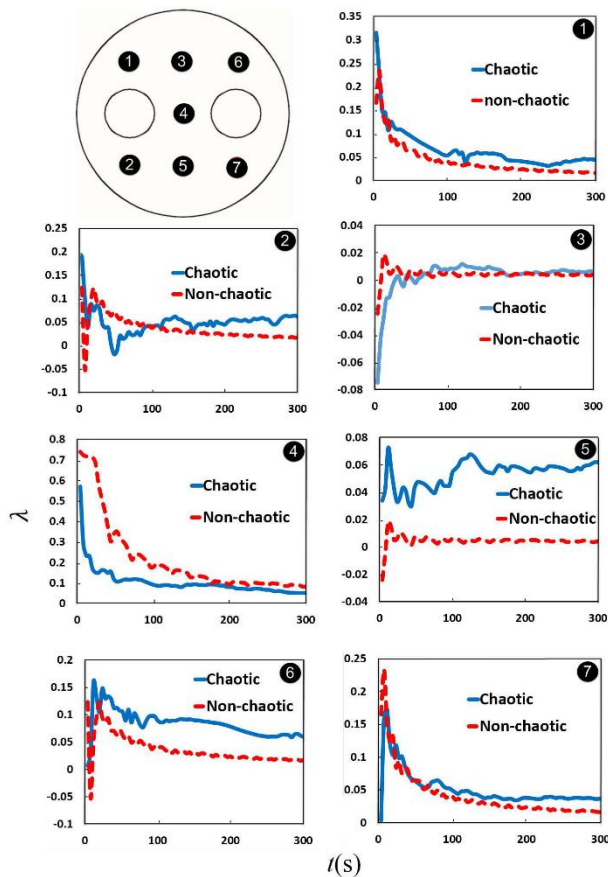 1 3 6
4
2 5 7
1
0.35
0.3
0.25
0.2
0.15
0.1
0.05
0
Chaotic
non-chaotic
0 100 200 300
2
0.25
0.2
0.15
0.1
0.05
0
-0.05
-0.1
Chaotic
Non-chaotic
0 100 200 300
3
0.04
0.02
0
-0.02
-0.04
-0.06
-0.08
Chaotic
Non-chaotic
0 100 200 300
λ
4
0.8
0.7
0.6
0.5
0.4
0.3
0.2
0.1
0
Chaotic
Non-chaotic
0 100 200 300
5
0.08
0.06
0.04
0.02
0
-0.02
-0.04
Chaotic
Non-chaotic
0 100 200 300
6
0.2
0.15
0.1
0.05
0
-0.05
-0.1
Chaotic
Non-chaotic
0 100 200 300
7
0.25
0.2
0.15
0.1
0.05
0
Chaotic
Non-chaotic
0 100 200 300
t(s)